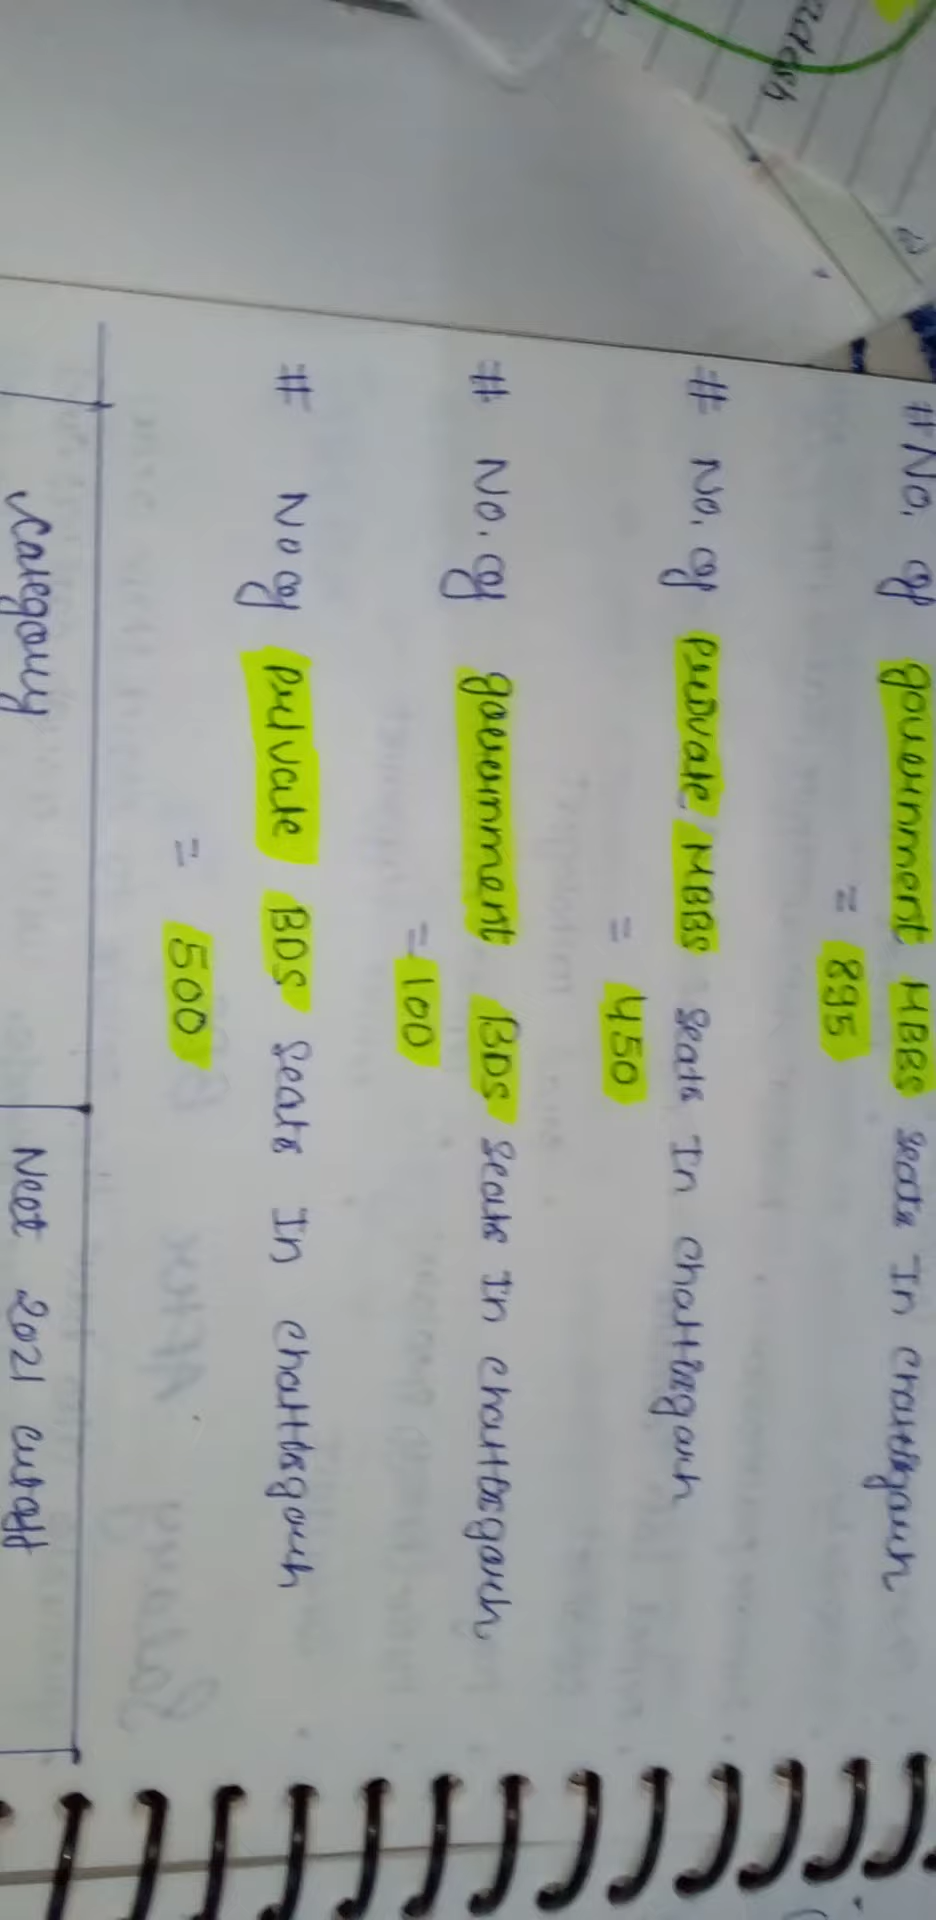 # No. of government MBBS seats In chattisgarh
= 895
# No. of private MBBS seats In chattisgarh
= 450
# No. of government BDS seats In chattisgarh
= 100
# No of private BDS seats In chattisgarh
= 500
category Neet 2021 cutoff